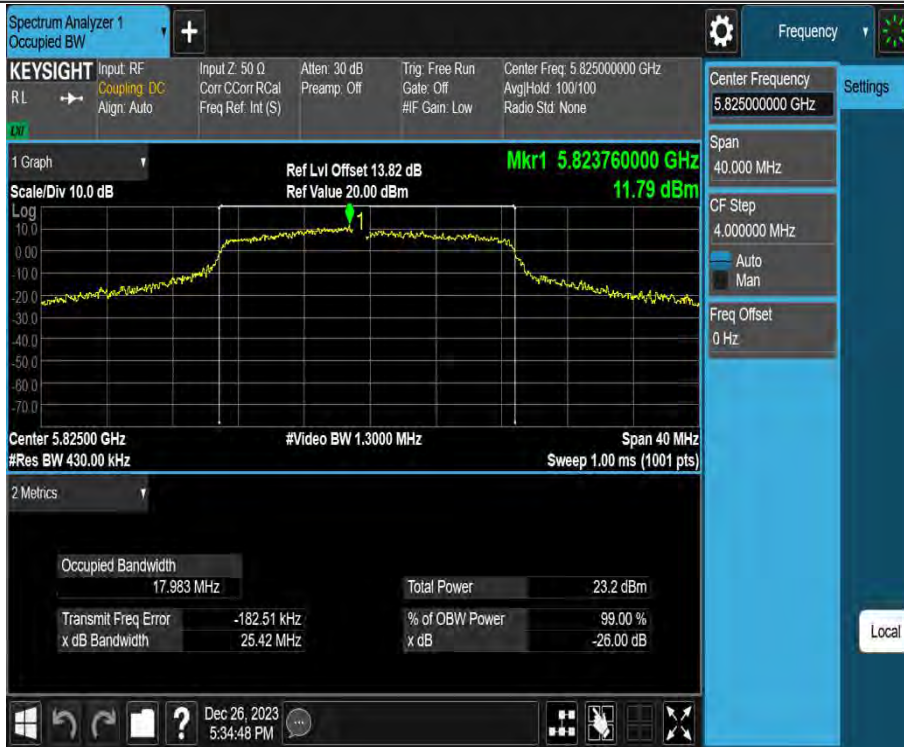 Spectrum Analyzer 1
Occupied BW
Frequency
KEYSIGHT
R L
LXI
Input: RF
Coupling: DC
Align: Auto
Input Z: 50 Ω
Corr CCorr RCal
Freq Ref: Int (S)
Atten: 30 dB
Preamp: Off
Trig: Free Run
Gate: Off
#IF Gain: Low
Center Freq: 5.825000000 GHz
Avg|Hold: 100/100
Radio Std: None
Center Frequency
5.825000000 GHz
Settings
Span
40.000 MHz
CF Step
4.000000 MHz
Auto
Man
Freq Offset
0 Hz
Local
1 Graph
Scale/Div 10.0 dB
Ref Lvl Offset 13.82 dB
Ref Value 20.00 dBm
Mkr1 5.823760000 GHz
11.79 dBm
Log
10.0
0.00
-10.0
-20.0
-30.0
-40.0
-50.0
-60.0
-70.0
1
Center 5.82500 GHz
#Video BW 1.3000 MHz
Span 40 MHz
#Res BW 430.00 kHz
Sweep 1.00 ms (1001 pts)
2 Metrics
Occupied Bandwidth
17.983 MHz
Total Power 23.2 dBm
Transmit Freq Error -182.51 kHz
% of OBW Power 99.00 %
x dB Bandwidth 25.42 MHz
x dB -26.00 dB
?
Dec 26, 2023
5:34:48 PM